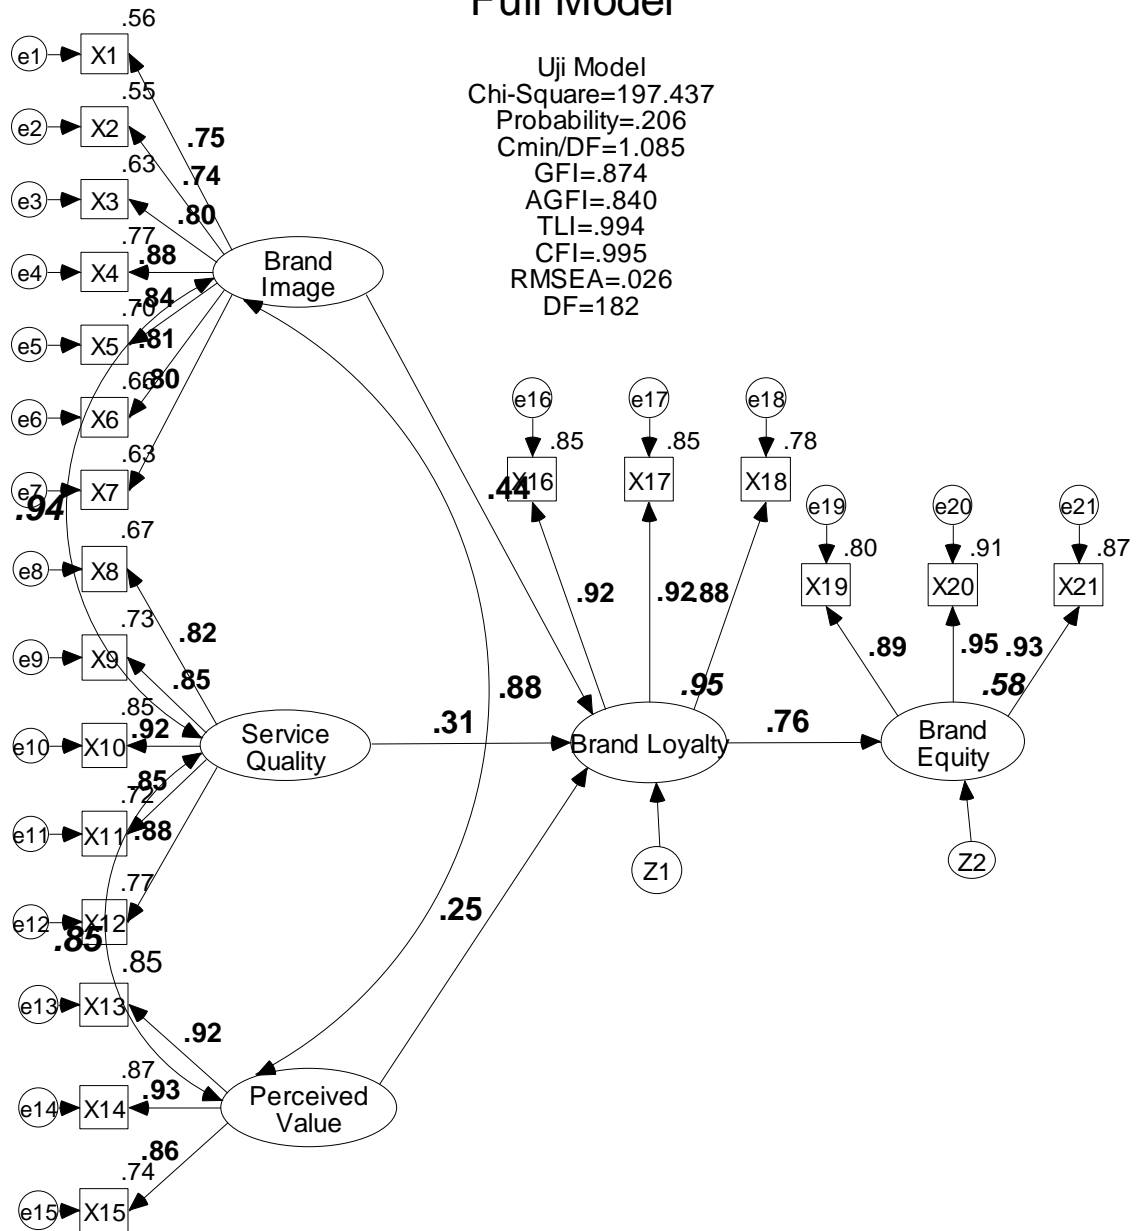 Full Model
Uji Model
Chi-Square=197.437
Probability=.206
Cmin/DF=1.085
GFI=.874
AGFI=.840
TLI=.994
CFI=.995
RMSEA=.026
DF=182
.56
e1 X1
.55
e2 X2
.75
.74
.63
e3 X3
.80
.77
.88
e4 X4
Brand
Image
.84
.70
e5 X5
.81
.66
.80
e6 X6
.63
e7 X7
.94
.67
e8 X8
.73
.82
e9 X9
.85
.85
.92
e10 X10
Service
Quality
.85
.72
e11 X11
.88
.77
e12 X12
.85
.85
e13 X13
.92
.87
.93
e14 X14
Perceived
Value
.86
.74
e15 X15
.44
.31
.88
.25
e16 e17 e18
.85 .85 .78
X16 X17 X18
.92 .92 .88
.95
Brand Loyalty
Z1
.76
e19 e20 e21
.80 .91 .87
X19 X20 X21
.89 .95 .93
.58
Brand
Equity
Z2